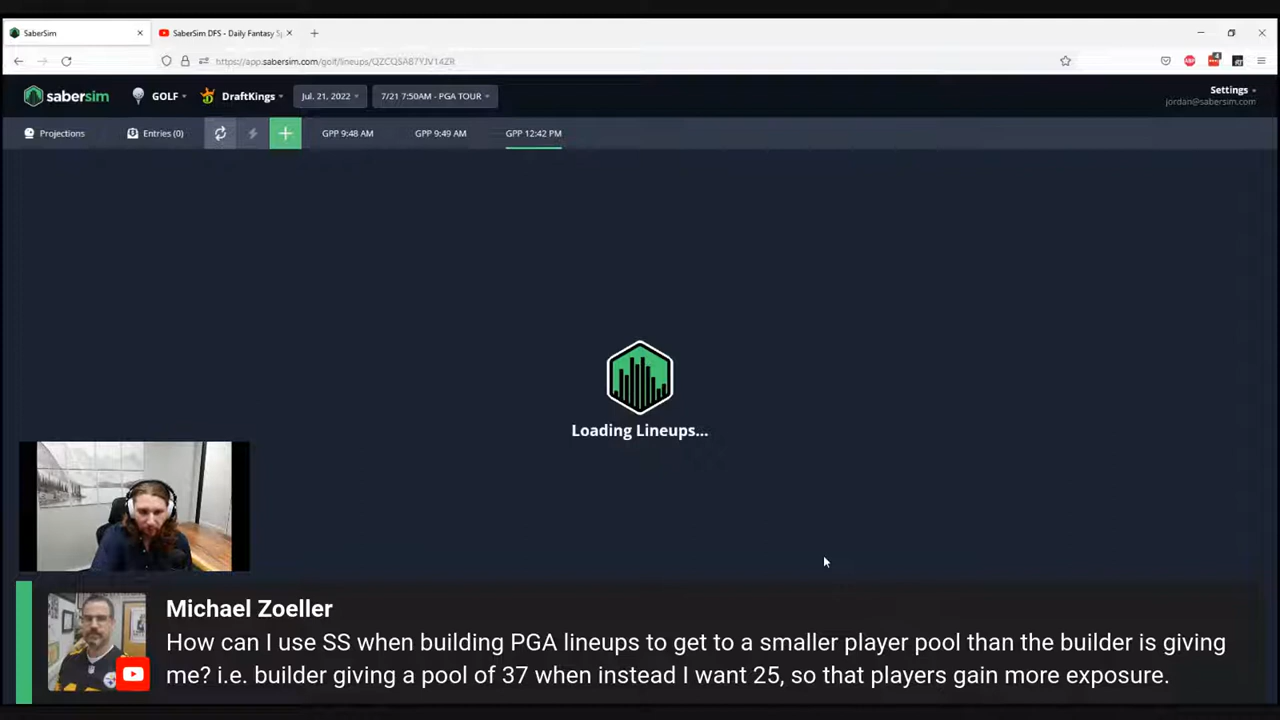 SaberSim
SaberSim DFS - Daily Fantasy Sp
https://app.sabersim.com/golf/lineups/QZCQSA87YJV14ZR
sabersim GOLF DraftKings Jul. 21, 2022 7/21 7:50AM - PGA TOUR Settings
jordan@sabersim.com
Projections Entries (0) GPP 9:48 AM GPP 9:49 AM GPP 12:42 PM
Loading Lineups...
Michael Zoeller
How can I use SS when building PGA lineups to get to a smaller player pool than the builder is giving
me? i.e. builder giving a pool of 37 when instead I want 25, so that players gain more exposure.